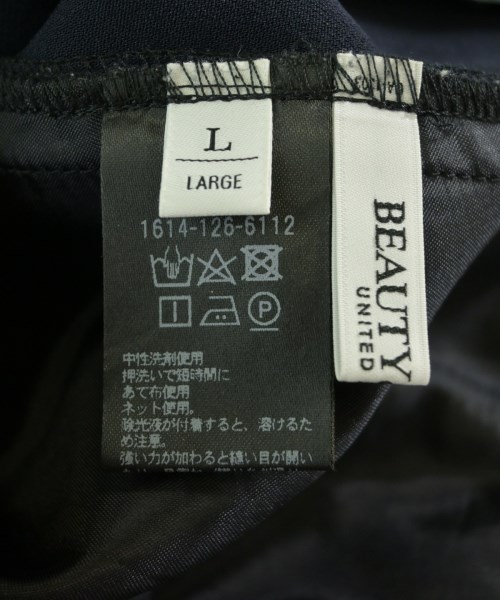 L
LARGE
1614-126-6112
P
中性洗剤使用
押洗いで短時間に
あて布使用
ネット使用。
除光液が付着すると、溶けるた
め注意。
強い力が加わると縫い目が開い
BEAUTY
UNITED